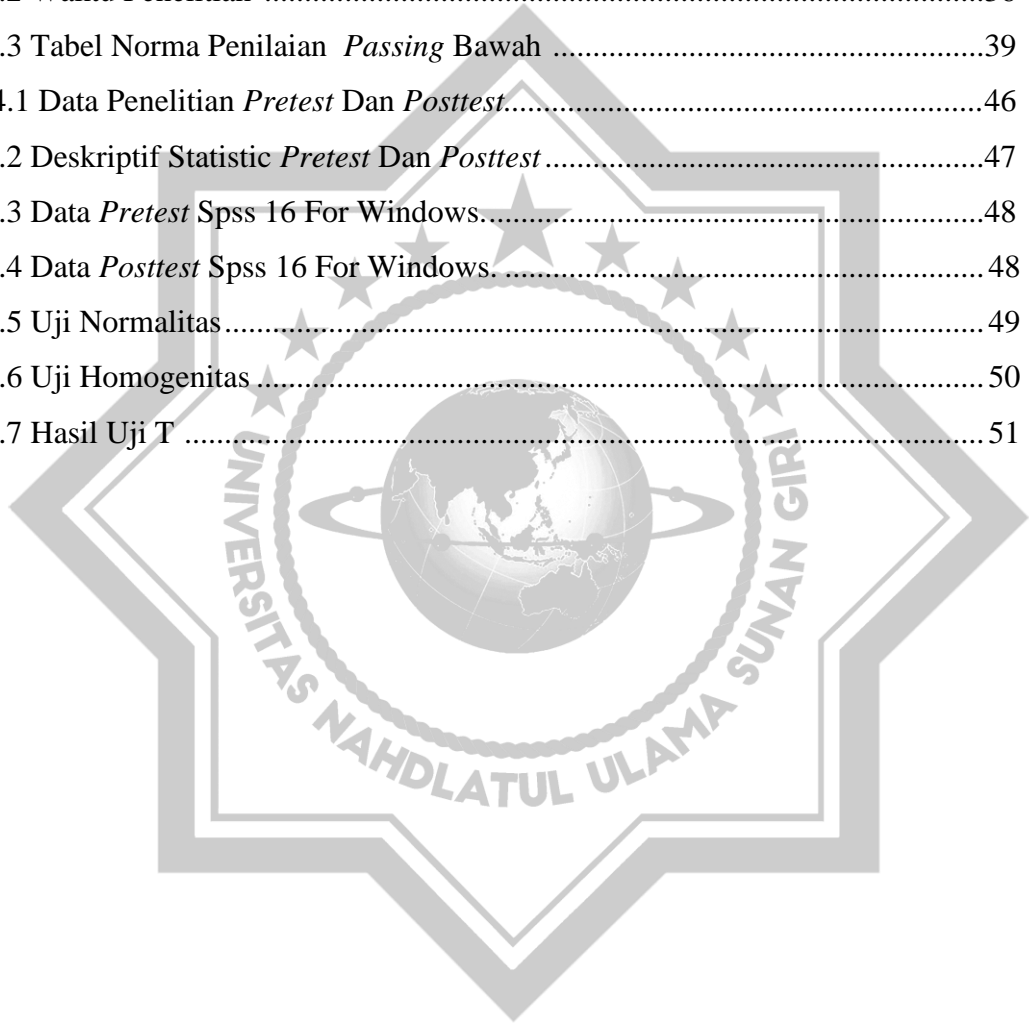 .3 Tabel Norma Penilaian Passing Bawah ........................................................39
4.1 Data Penelitian Pretest Dan Posttest..............................................................46
.2 Deskriptif Statistic Pretest Dan Posttest.........................................................47
.3 Data Pretest Spss 16 For Windows.................................................................48
.4 Data Posttest Spss 16 For Windows. ..............................................................48
.5 Uji Normalitas..................................................................................................49
.6 Uji Homogenitas ..............................................................................................50
.7 Hasil Uji T .......................................................................................................51
UNIVERSITAS NAHDLATUL ULAMA SUNAN GIRI